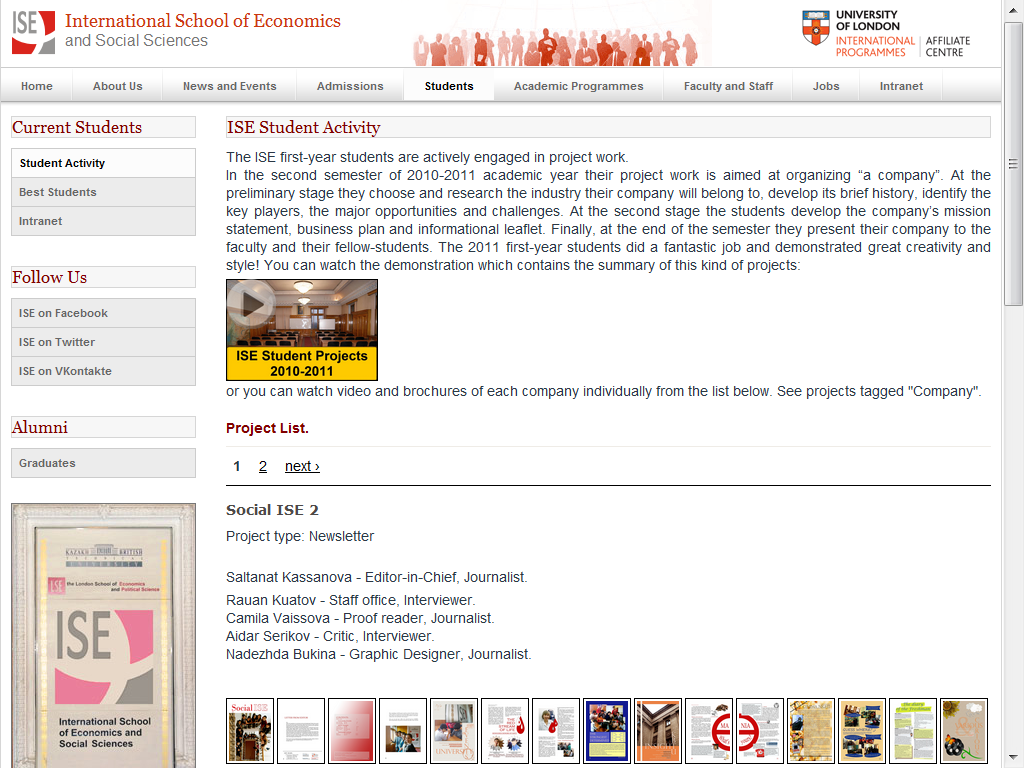 ISE International School of Economics
and Social Sciences
UNIVERSITY
OF LONDON
INTERNATIONAL
PROGRAMMES
AFFILIATE
CENTRE
Home About Us News and Events Admissions Students Academic Programmes Faculty and Staff Jobs Intranet
Current Students
Student Activity
Best Students
Intranet
Follow Us
ISE on Facebook
ISE on Twitter
ISE on VKontakte
Alumni
Graduates
KAZAKH BRITISH
TECHNICAL
UNIVERSITY
LSE the London School of Economics
and Political Science
ISE
International School
of Economics and
Social Sciences
ISE Student Activity
The ISE first-year students are actively engaged in project work.
In the second semester of 2010-2011 academic year their project work is aimed at organizing “a company”. At the
preliminary stage they choose and research the industry their company will belong to, develop its brief history, identify the
key players, the major opportunities and challenges. At the second stage the students develop the company's mission
statement, business plan and informational leaflet. Finally, at the end of the semester they present their company to the
faculty and their fellow-students. The 2011 first-year students did a fantastic job and demonstrated great creativity and
style! You can watch the demonstration which contains the summary of this kind of projects:
ISE Student Projects
2010-2011
or you can watch video and brochures of each company individually from the list below. See projects tagged "Company".
Project List.
1 2 next ›
Social ISE 2
Project type: Newsletter
Saltanat Kassanova - Editor-in-Chief, Journalist.
Rauan Kuatov - Staff office, Interviewer.
Camila Vaissova - Proof reader, Journalist.
Aidar Serikov - Critic, Interviewer.
Nadezhda Bukina - Graphic Designer, Journalist.
Social ISE